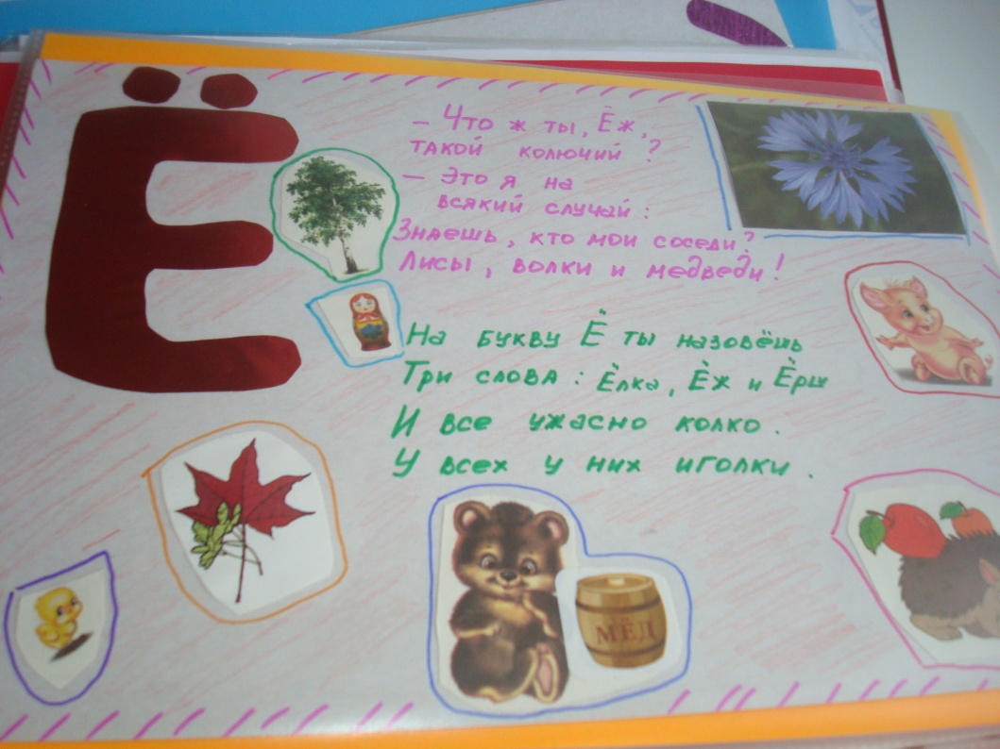 Ё
– Что ж ты, Ёж,
такой колючий ?
– Это я на
всякий случай :
Знаешь, кто мои соседи ?
Лисы, волки и медведи !
На букву Ё ты назовёшь
Три слова : Ёлка, Ёж и Ёрш
И все ужасно колко .
У всех у них иголки .
МЁД